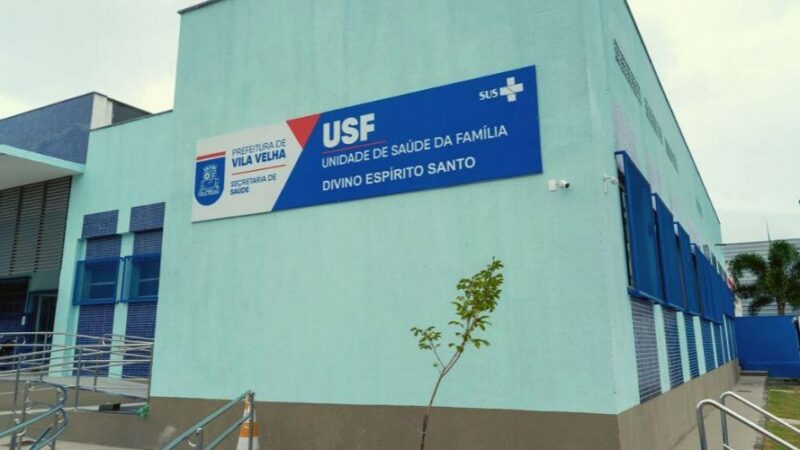 PREFEITURA DE
VILA VELHA
SECRETARIA DE
SAÚDE
USF
UNIDADE DE SAÚDE DA FAMÍLIA
DIVINO ESPÍRITO SANTO
SUS